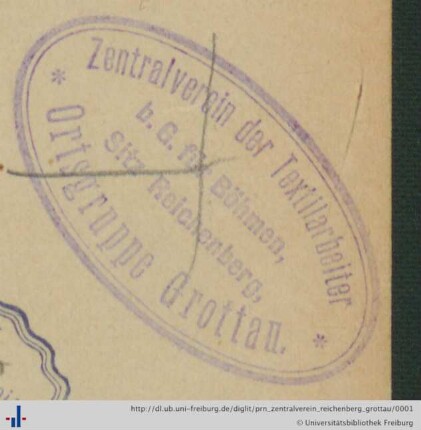 * Zentralverein der Textilarbeiter *
b. G. für Böhmen,
Sitz Reichenberg,
Ortsgruppe Grottau.
http://dl.ub.uni-freiburg.de/diglit/prn_zentralverein_reichenberg_grottau/0001
© Universitätsbibliothek Freiburg